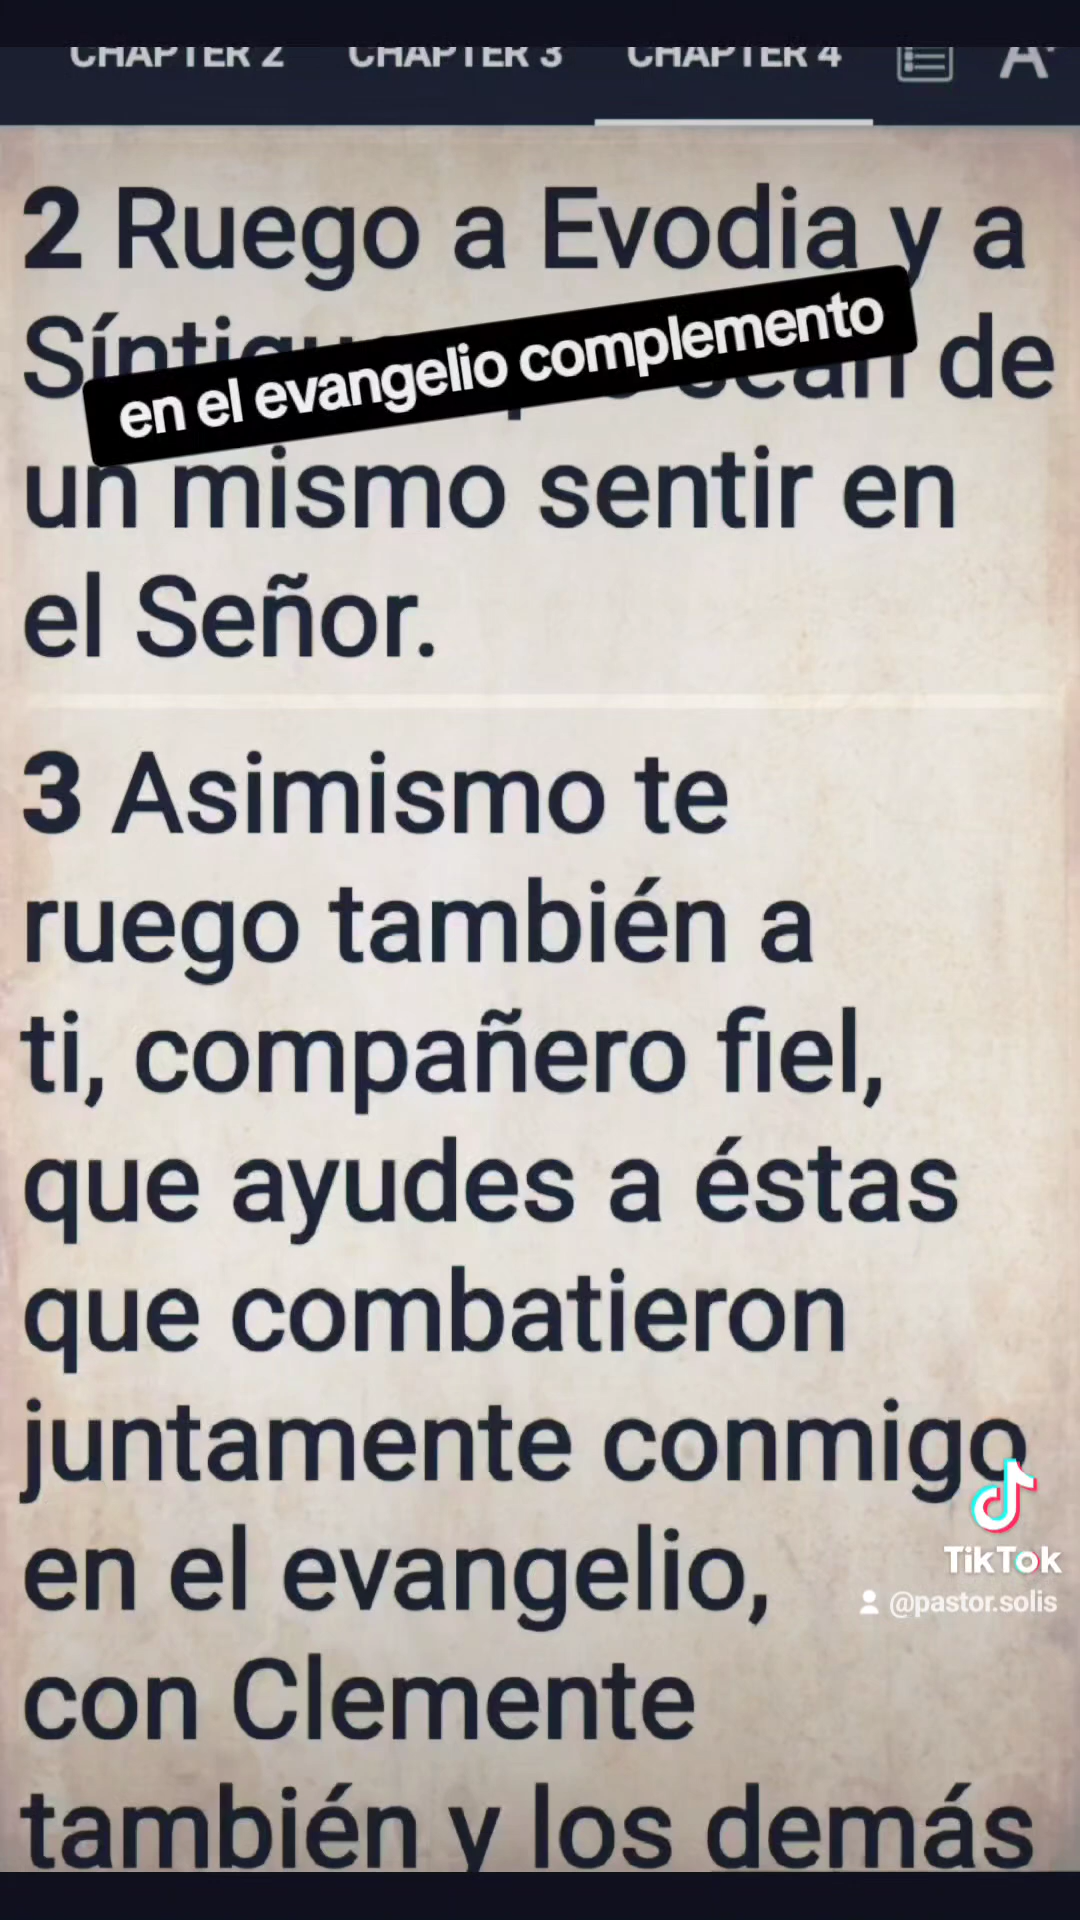 CHAPTER 2 CHAPTER 3 CHAPTER 4
2 Ruego a Evodia y a
de
en el evangelio complemento
un mismo sentir en
el Señor.
3 Asimismo te
ruego también a
ti, compañero fiel,
que ayudes a éstas
que combatieron
juntamente conmigo
en el evangelio,
con Clemente
también y los demás
TikTok
@pastor.solis